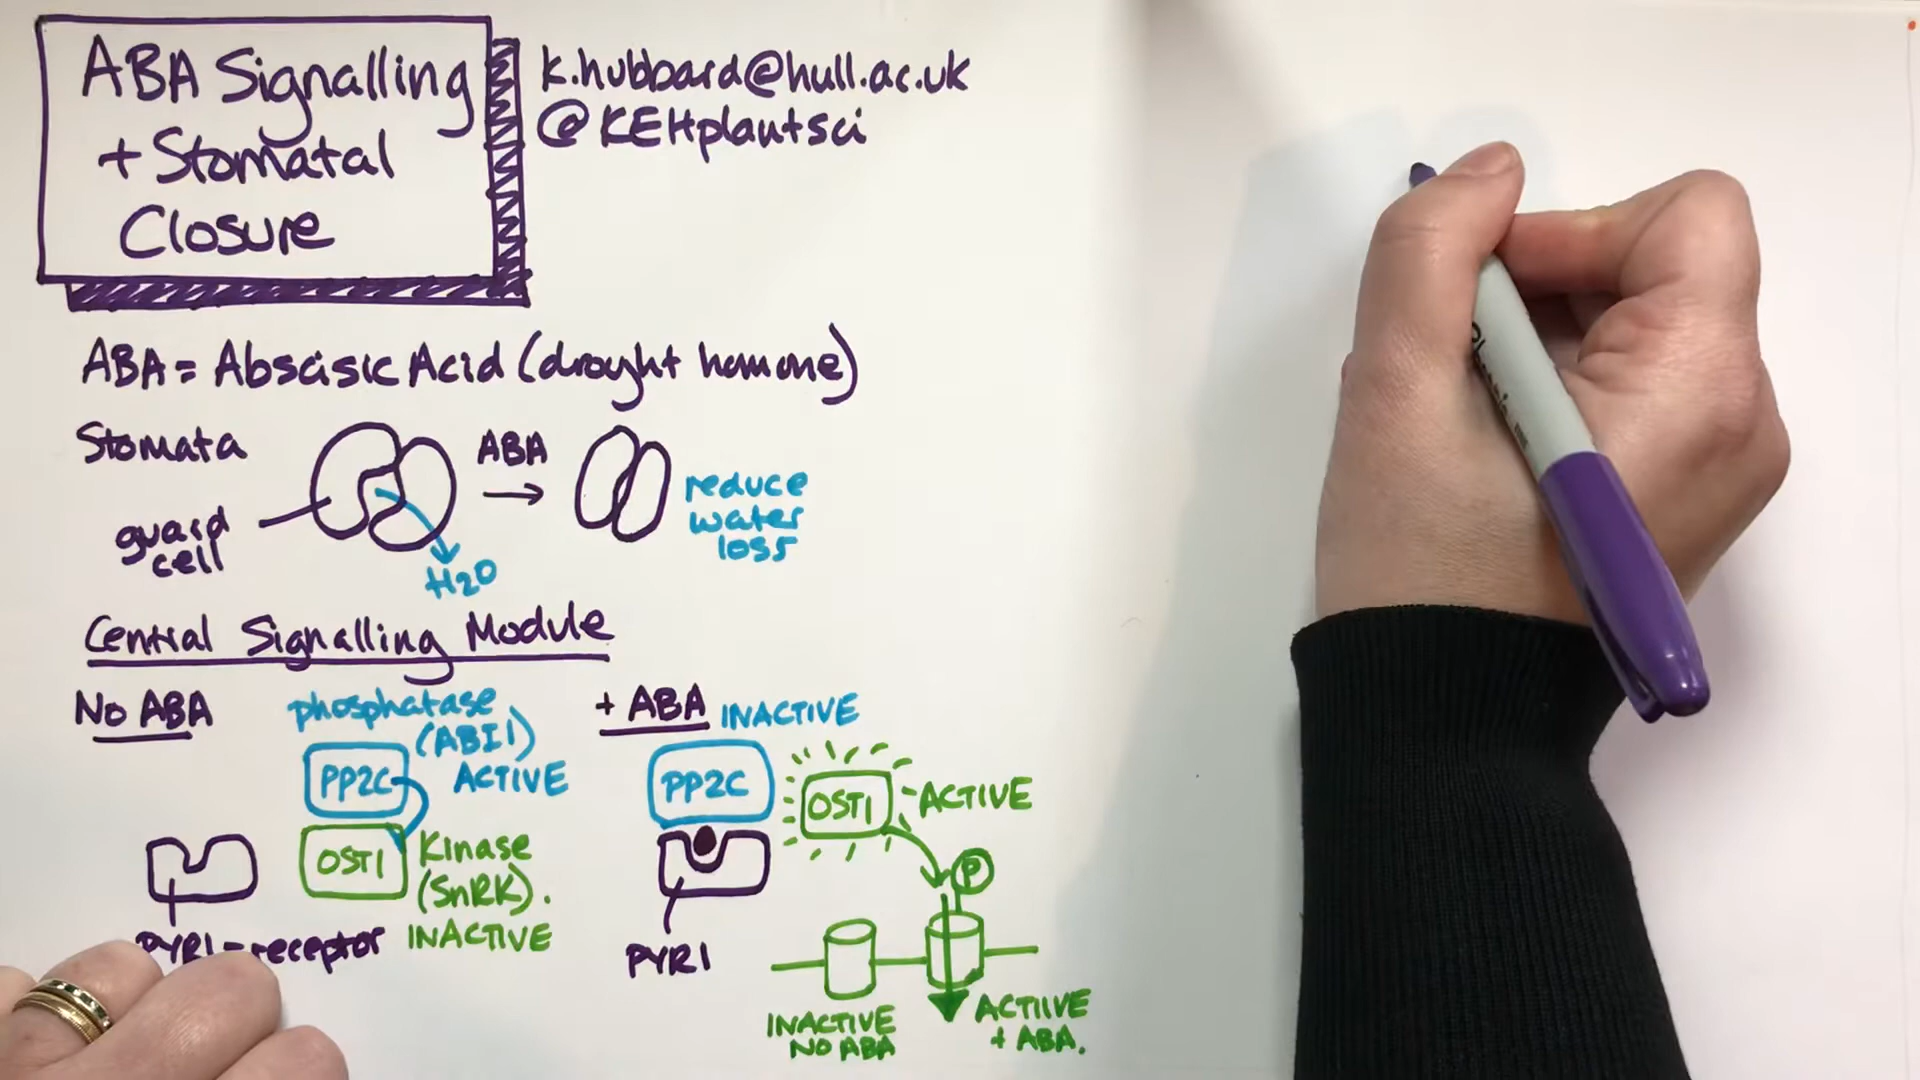 ABA Signalling
+ Stomatal
Closure
k.hubbard@hull.ac.uk
@KEHplantsci
ABA = Abscisic Acid (drought hormone)
Stomata
guard
cell
H2O
ABA
reduce
water
loss
Central Signalling Module
No ABA
phosphatase
(ABI1)
ACTIVE
PP2C
OST1
Kinase
(SnRK).
INACTIVE
PYR1-receptor
+ ABA
INACTIVE
PP2C
OST1
ACTIVE
P
PYR1
INACTIVE
NO ABA
ACTIIVE
+ ABA.